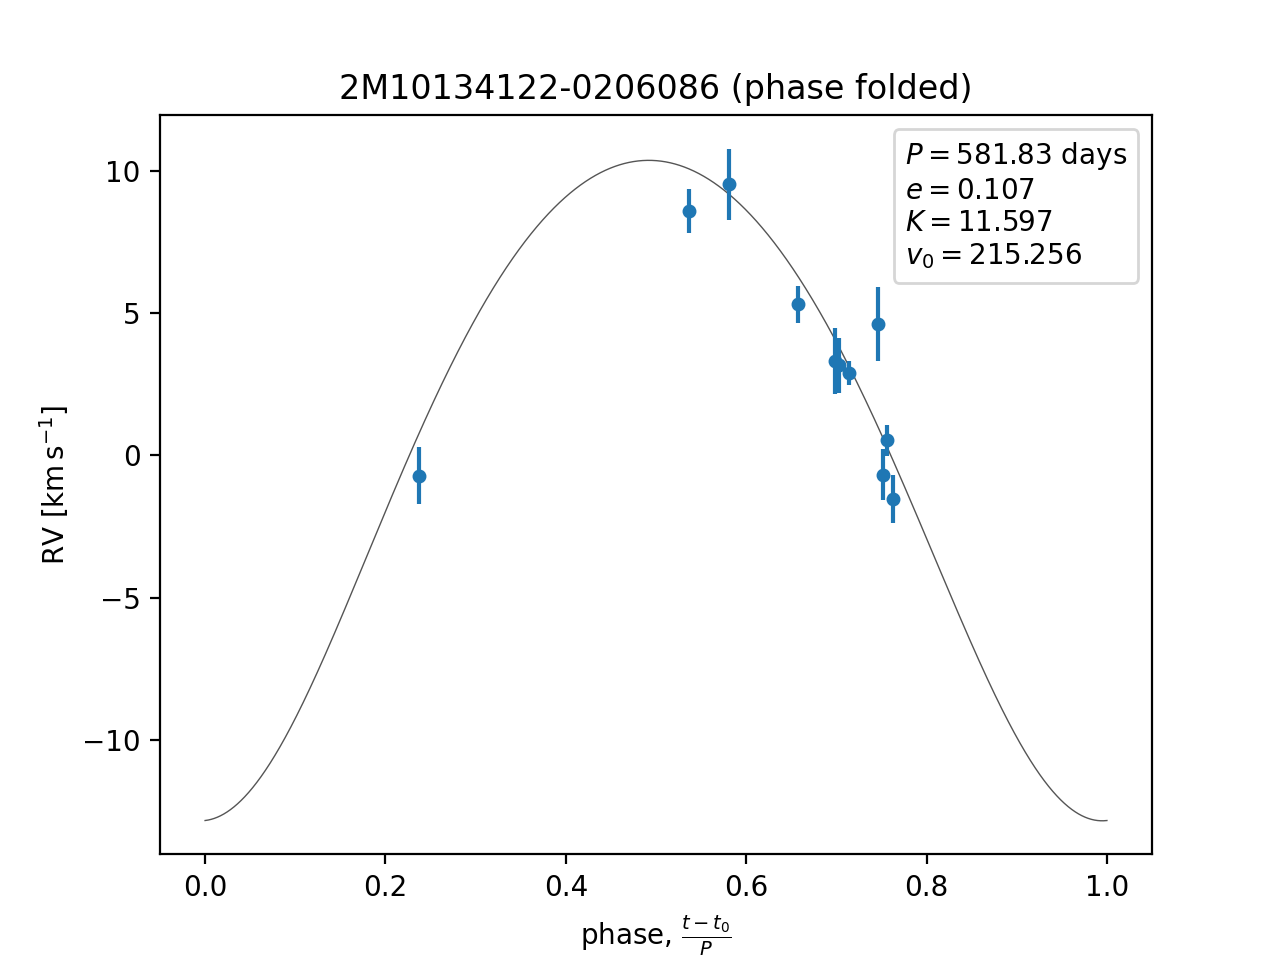 2M10134122-0206086 (phase folded)
P = 581.83 days
e = 0.107
K = 11.597
v₀ = 215.256
10
5
0
−5
−10
RV [km s⁻¹]
0.0 0.2 0.4 0.6 0.8 1.0
phase, (t − t₀)/P